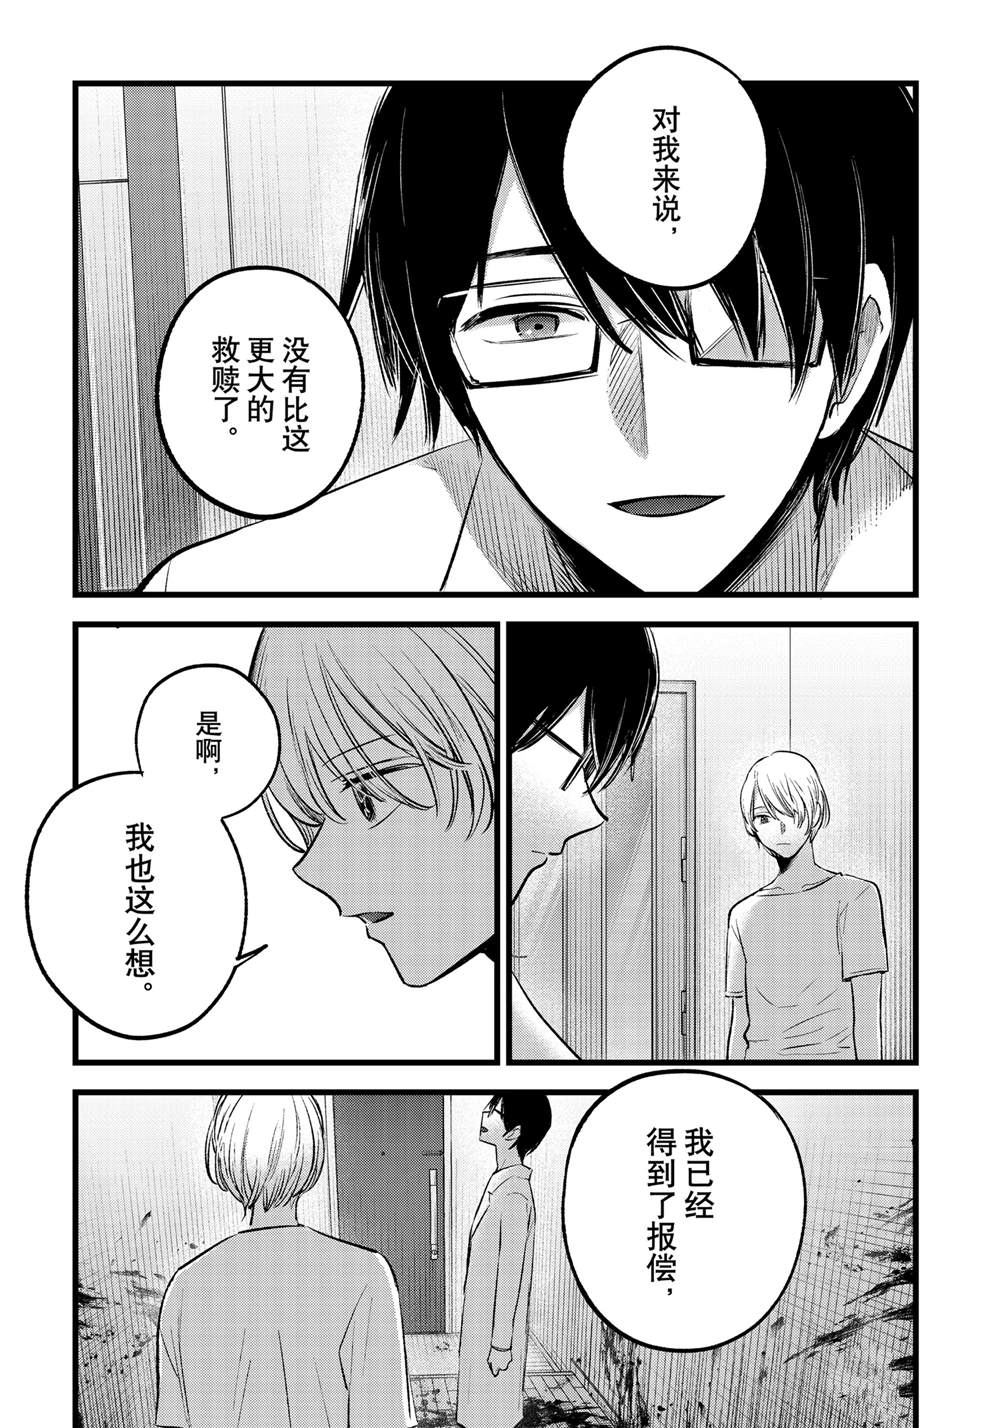 对我来说，
没有比这
更大的
救赎了。
是啊，
我也这么想。
我已经
得到了报偿，